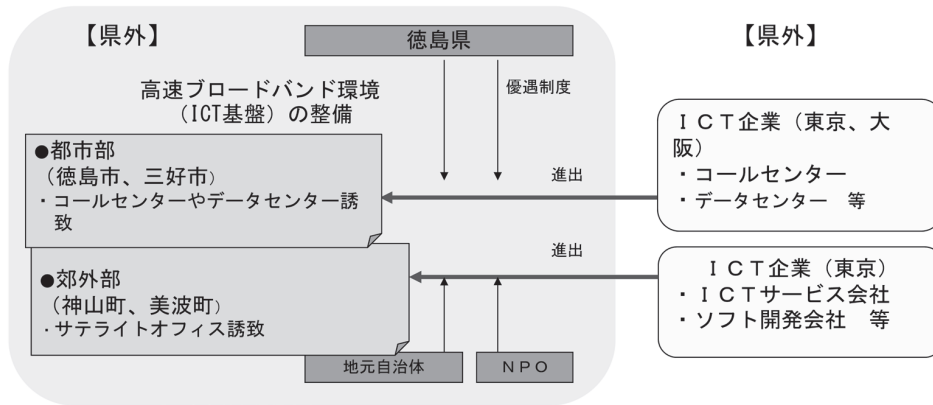 【県外】
徳島県
【県外】
高速ブロードバンド環境
（ICT基盤）の整備
優遇制度
●都市部
（徳島市、三好市）
・コールセンターやデータセンター誘
致
進出
ＩＣＴ企業（東京、大
阪）
・コールセンター
・データセンター　等
●郊外部
（神山町、美波町）
・サテライトオフィス誘致
進出
ＩＣＴ企業（東京）
・ＩＣＴサービス会社
・ソフト開発会社　等
地元自治体
ＮＰＯ